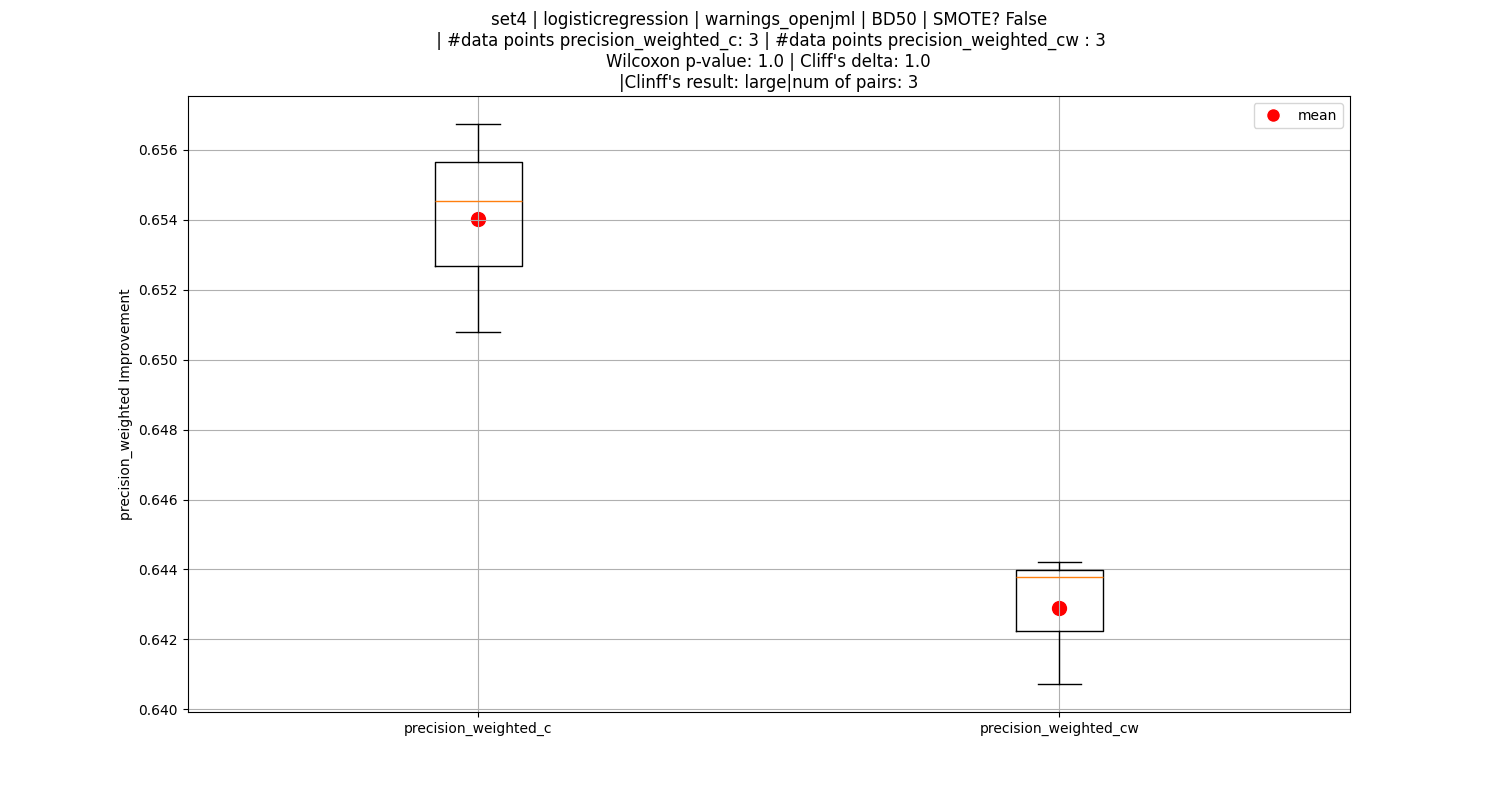 set4 | logisticregression | warnings_openjml | BD50 | SMOTE? False
| #data points precision_weighted_c: 3 | #data points precision_weighted_cw : 3
Wilcoxon p-value: 1.0 | Cliff's delta: 1.0
|Clinff's result: large|num of pairs: 3
mean
0.656
0.654
0.652
0.650
0.648
0.646
0.644
0.642
0.640
precision_weighted Improvement
precision_weighted_c
precision_weighted_cw